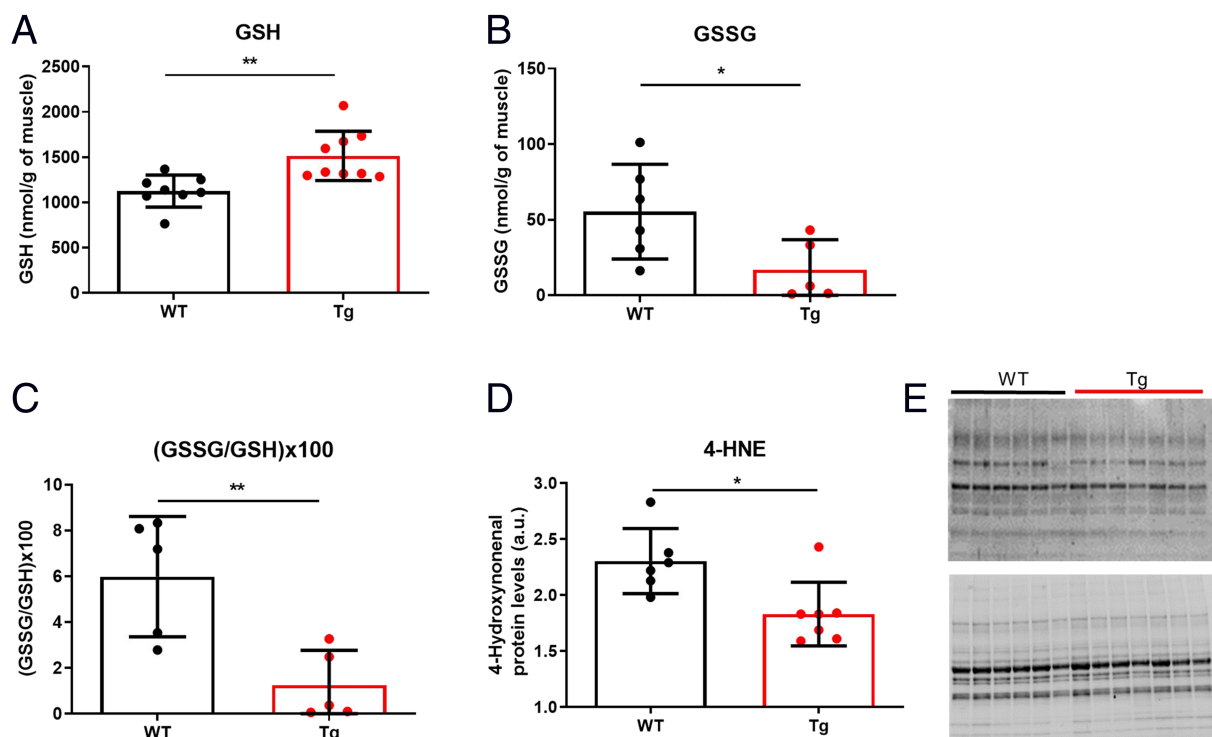 A
GSH
**
GSH (nmol/g of muscle)
2500
2000
1500
1000
500
0
WT
Tg
B
GSSG
*
GSSG (nmol/g of muscle)
150
100
50
0
WT
Tg
C
(GSSG/GSH)x100
**
(GSSG/GSH)x100
10
8
6
4
2
0
WT
Tg
D
4-HNE
*
4-Hydroxynonenal
protein levels (a.u.)
3.0
2.5
2.0
1.5
1.0
WT
Tg
E
WT
Tg